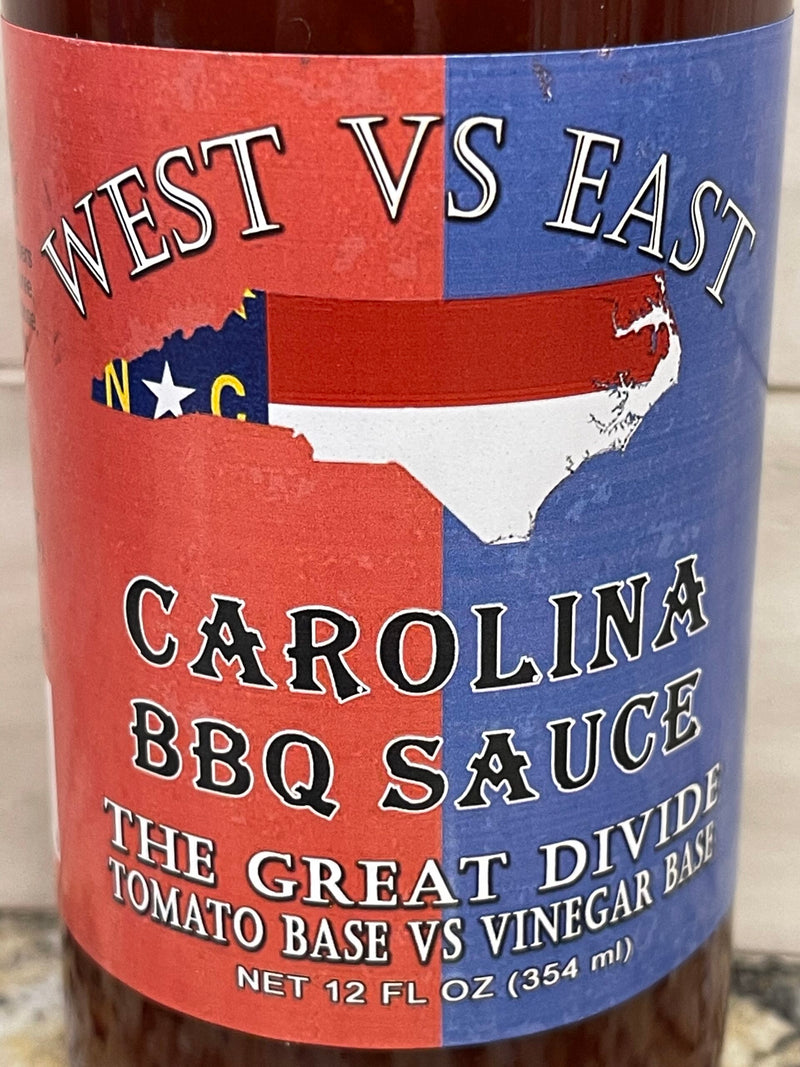 WEST VS EAST
N C
CAROLINA
BBQ SAUCE
THE GREAT DIVIDE
TOMATO BASE VS VINEGAR BASE
NET 12 FL OZ (354 ml)